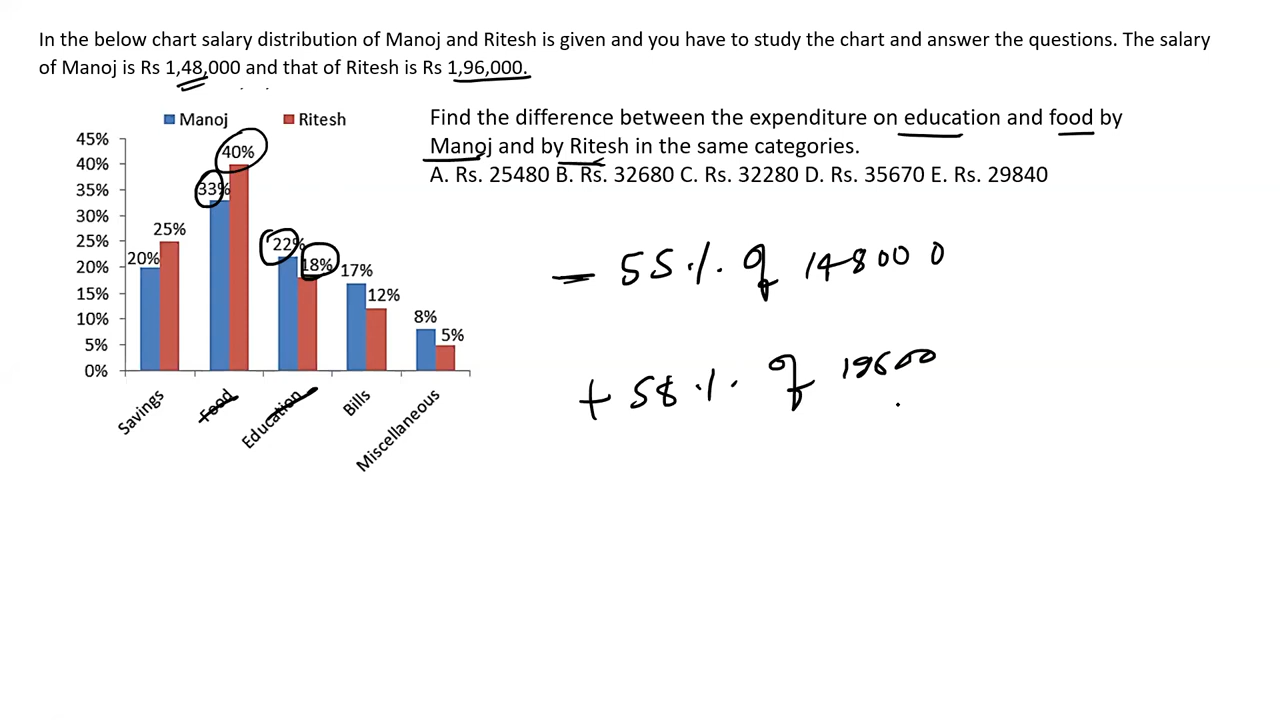 In the below chart salary distribution of Manoj and Ritesh is given and you have to study the chart and answer the questions. The salary
of Manoj is Rs 1,48,000 and that of Ritesh is Rs 1,96,000.
Manoj Ritesh
Find the difference between the expenditure on education and food by
Manoj and by Ritesh in the same categories.
A. Rs. 25480 B. Rs. 32680 C. Rs. 32280 D. Rs. 35670 E. Rs. 29840
45%
40%
35%
30%
25%
20%
15%
10%
5%
0%
20%
25%
33%
40%
22%
18%
17%
12%
8%
5%
Savings
Food
Education
Bills
Miscellaneous
– 55 % of 148000
+ 58 % of 19600